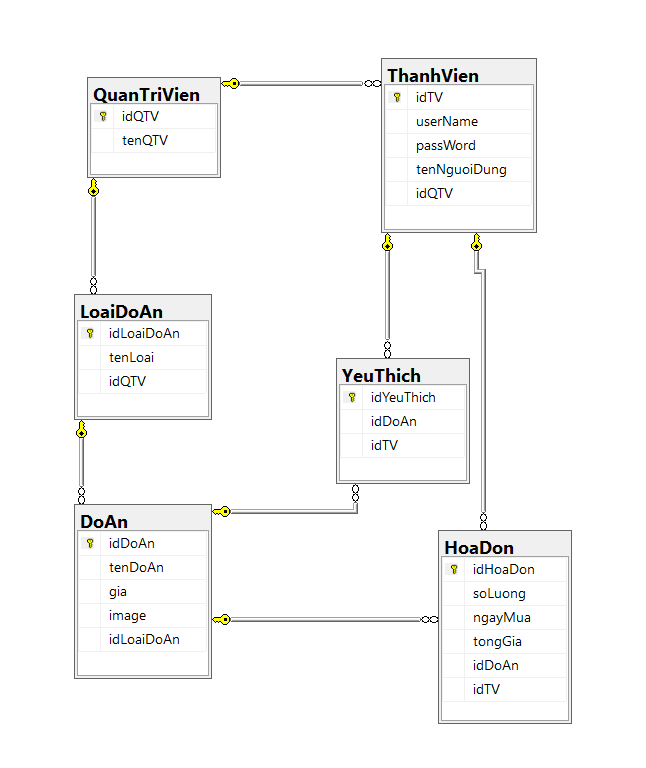 QuanTriVien
idQTV
tenQTV
ThanhVien
idTV
userName
passWord
tenNguoiDung
idQTV
LoaiDoAn
idLoaiDoAn
tenLoai
idQTV
YeuThich
idYeuThich
idDoAn
idTV
DoAn
idDoAn
tenDoAn
gia
image
idLoaiDoAn
HoaDon
idHoaDon
soLuong
ngayMua
tongGia
idDoAn
idTV